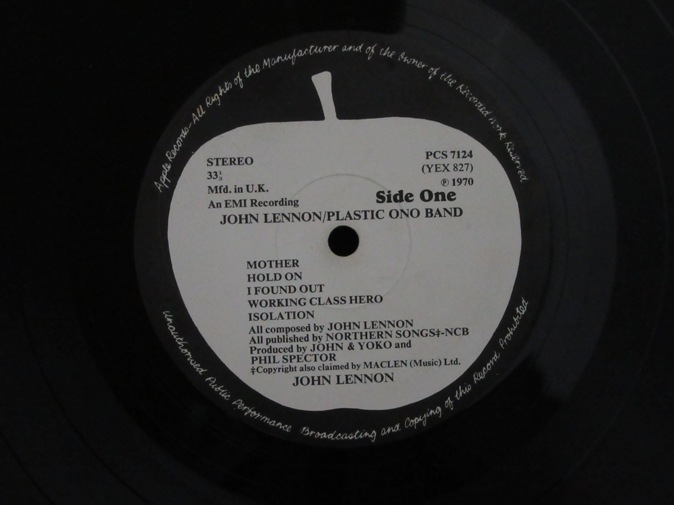 Apple Records-All Rights of the Manufacturer and of the Owner of the Recorded Work Reserved
STEREO
PCS 7124
33⅓
(YEX 827)
Mfd. in U.K.
℗ 1970
An EMI Recording
Side One
JOHN LENNON/PLASTIC ONO BAND
MOTHER
HOLD ON
I FOUND OUT
WORKING CLASS HERO
ISOLATION
All composed by JOHN LENNON
All published by NORTHERN SONGS‡-NCB
Produced by JOHN & YOKO and
PHIL SPECTOR
‡Copyright also claimed by MACLEN (Music) Ltd.
JOHN LENNON
Unauthorised Public Performance Broadcasting and Copying of this Record Prohibited